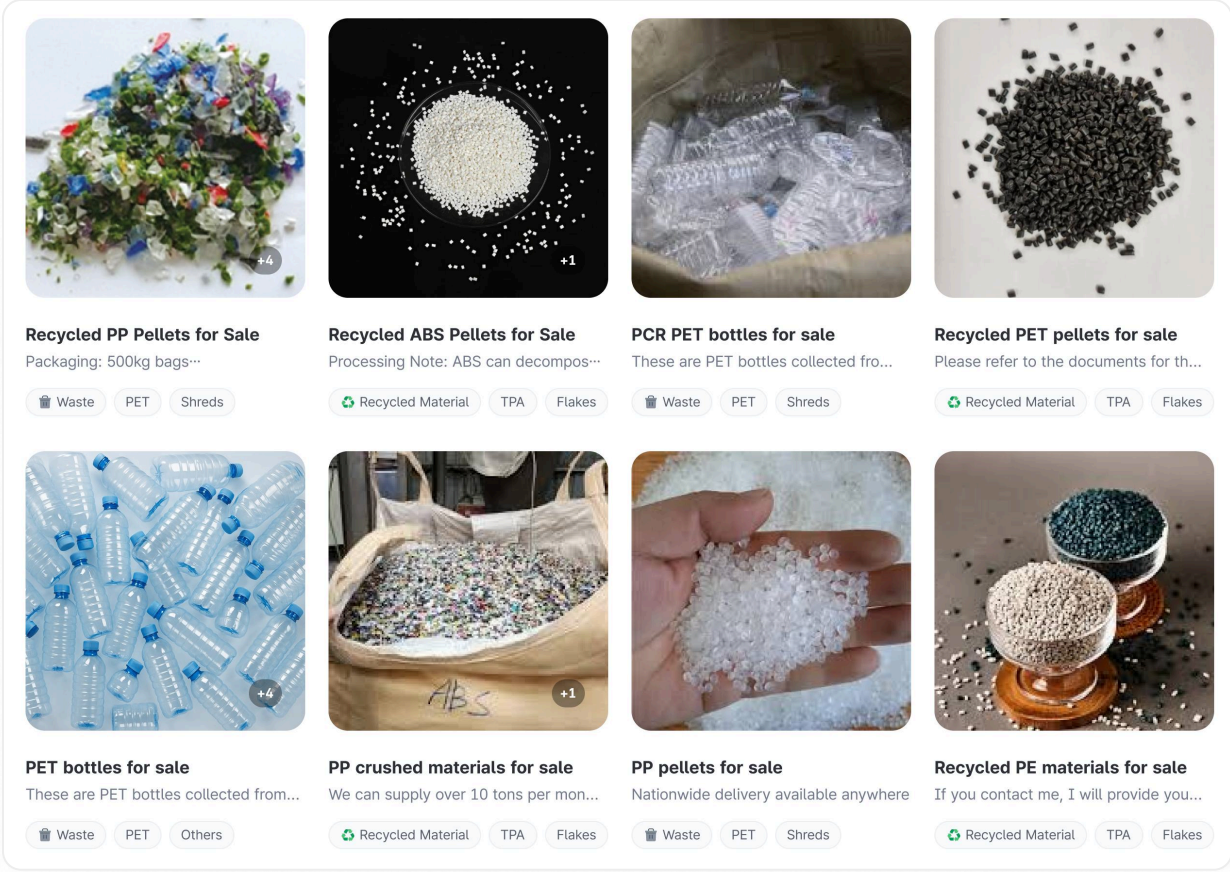 +4
+1
Recycled PP Pellets for Sale
Packaging: 500kg bags···
Waste
PET
Shreds
Recycled ABS Pellets for Sale
Processing Note: ABS can decompos···
Recycled Material
TPA
Flakes
PCR PET bottles for sale
These are PET bottles collected fro...
Waste
PET
Shreds
Recycled PET pellets for sale
Please refer to the documents for th...
Recycled Material
TPA
Flakes
+4
ABS
+1
PET bottles for sale
These are PET bottles collected from...
Waste
PET
Others
PP crushed materials for sale
We can supply over 10 tons per mon...
Recycled Material
TPA
Flakes
PP pellets for sale
Nationwide delivery available anywhere
Waste
PET
Shreds
Recycled PE materials for sale
If you contact me, I will provide you...
Recycled Material
TPA
Flakes